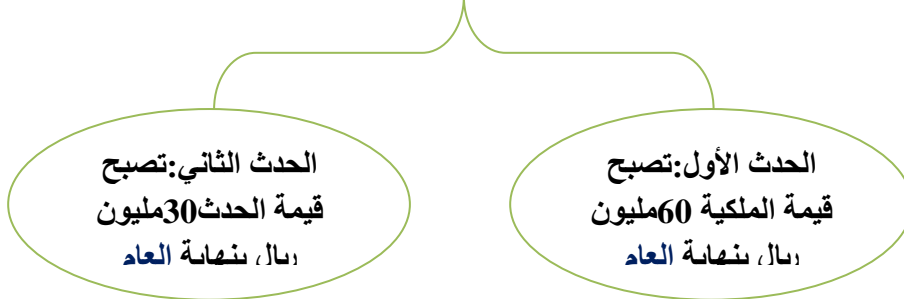 الحدث الأول:تصبح
قيمة الملكية 60مليون
ريال بنهاية العام
الحدث الثاني:تصبح
قيمة الحدث30مليون
ريال بنهاية العام